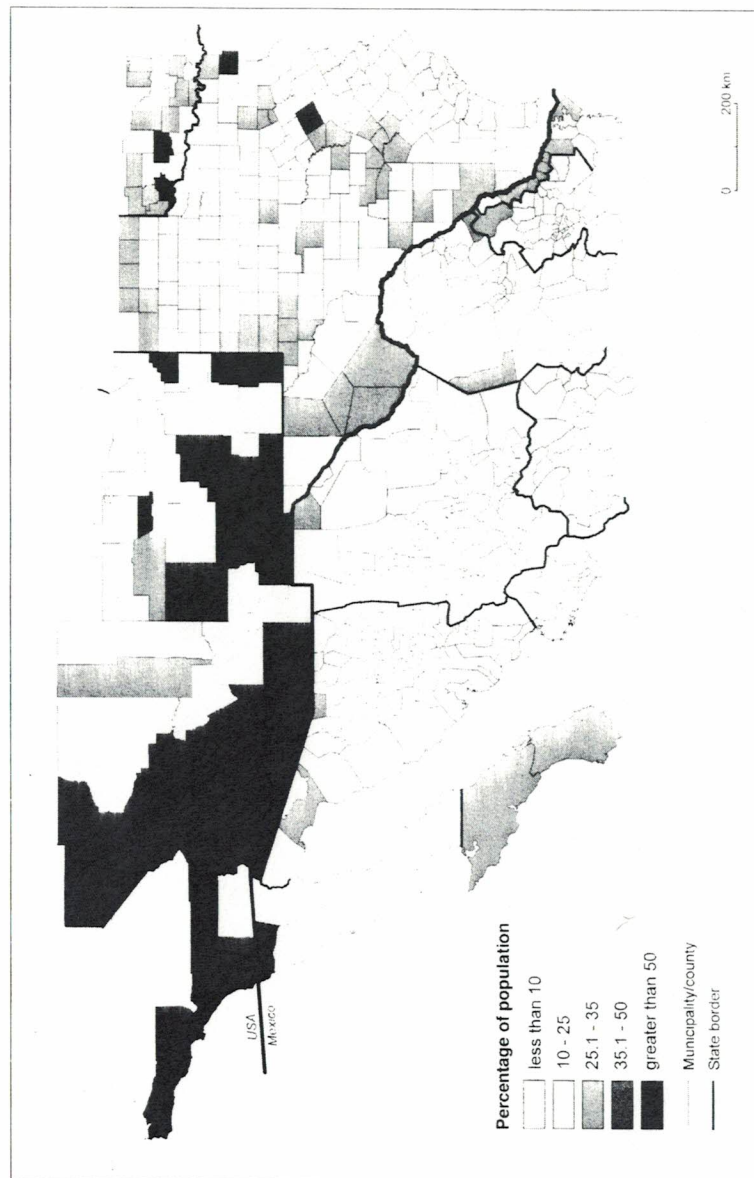 USA
Mexico
Percentage of population
less than 10
10 - 25
25.1 - 35
35.1 - 50
greater than 50
Municipality/county
State border
0 200 km